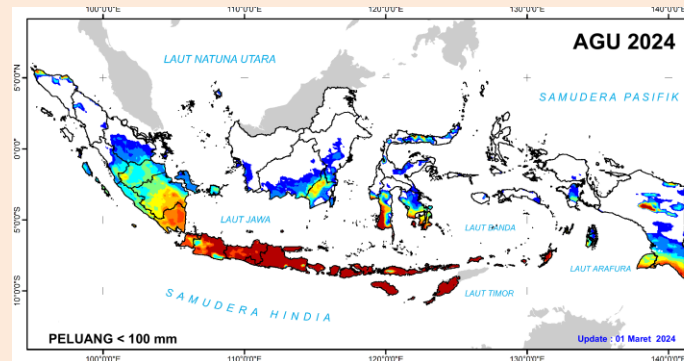 100°0'0"E 110°0'0"E 120°0'0"E 130°0'0"E 140°0'
AGU 2024
LAUT NATUNA UTARA
5°0'0"N
SAMUDERA PASIFIK
0°0'0"
LAUT JAWA
LAUT BANDA
5°0'0"S
LAUT ARAFURA
LAUT TIMOR
10°0'0"S
SAMUDERA HINDIA
PELUANG < 100 mm
Update : 01 Maret 2024
100°0'0"E 110°0'0"E 120°0'0"E 130°0'0"E 140°0'